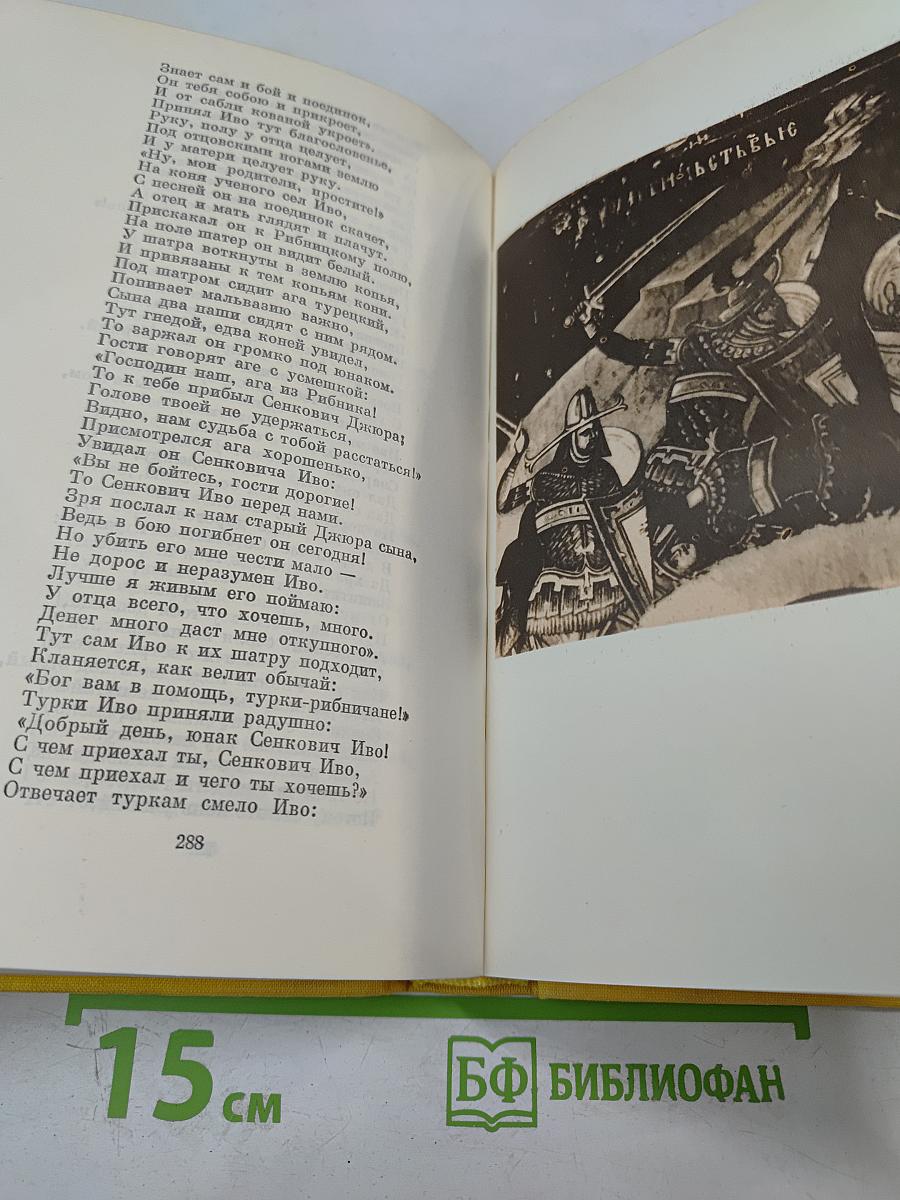 Знает сам и бой и поединок,
Он тебя собою и прикроет,
И от сабли кованой укроет».
Принял Иво тут благословенье,
Руку, полу у отца целует,
Под отцовскими ногами землю
И у матери целует руку.
«Ну, мои родители, простите!»
На коня ученого сел Иво,
С песней он на поединок скачет,
А отец и мать глядят и плачут.
Прискакал он к Рибницкому полю,
На поле шатер он видит белый.
У шатра воткнуты в землю копья,
И привязаны к тем копьям кони.
Под шатром сидит ага турецкий,
Попивает мальвазию важно,
Сына два паши сидят с ним рядом.
Тут гнедой, едва коней увидел,
То заржал он громко под юнаком.
Гости говорят аге с усмешкой:
«Господин наш, ага из Рибника!
То к тебе прибыл Сенкович Джюра;
Голове твоей не удержаться,
Видно, нам судьба с тобой расстаться!»
Присмотрелся ага хорошенько,
Увидал он Сенковича Иво:
«Вы не бойтесь, гости дорогие!
То Сенкович Иво перед нами.
Зря послал к нам старый Джюра сына,
Ведь в бою погибнет он сегодня!
Но убить его мне чести мало —
Не дорос и неразумен Иво.
Лучше я живым его поймаю:
У отца всего, что хочешь, много.
Денег много даст мне откупного».
Тут сам Иво к их шатру подходит,
Кланяется, как велит обычай:
«Бог вам в помощь, турки-рибничане!»
Турки Иво приняли радушно:
«Добрый день, юнак Сенкович Иво!
С чем приехал ты, Сенкович Иво,
С чем приехал и чего ты хочешь?»
Отвечает туркам смело Иво:
288
15 см
БФ БИБЛИОФАН